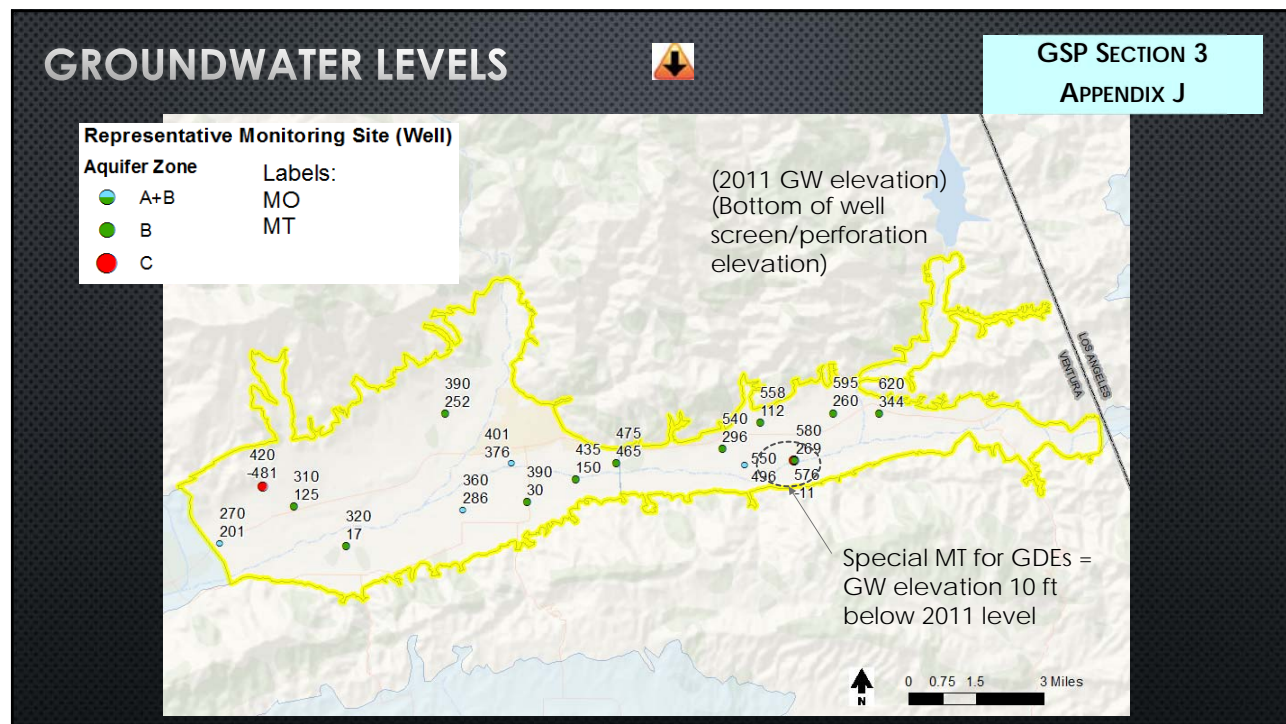 GROUNDWATER LEVELS
GSP SECTION 3
APPENDIX J
Representative Monitoring Site (Well)
Aquifer Zone
A+B
B
C
Labels:
MO
MT
(2011 GW elevation)
(Bottom of well
screen/perforation
elevation)
LOS ANGELES
VENTURA
390
252
401
376
420
-481
310
125
270
201
320
17
360
286
390
30
435
150
475
465
540
296
558
112
550
496
580
269
576
-11
595
260
620
344
Special MT for GDEs =
GW elevation 10 ft
below 2011 level
N
0 0.75 1.5 3 Miles